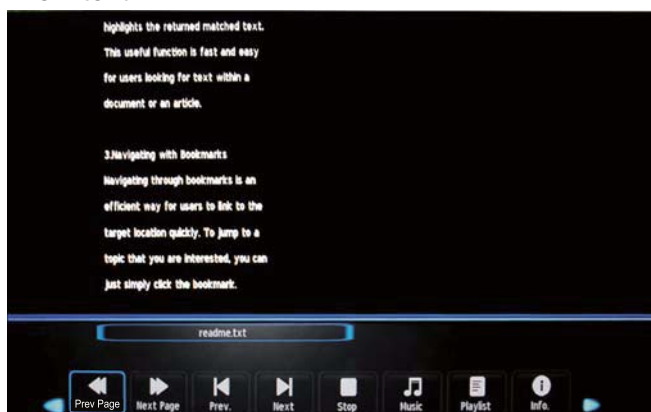 highlights the returned matched text.
This useful function is fast and easy
for users looking for text within a
document or an article.
3.Navigating with Bookmarks
Navigating through bookmarks is an
efficient way for users to link to the
target location quickly. To jump to a
topic that you are interested, you can
just simply click the bookmark.
readme.txt
Prev Page Next Page Prev. Next Stop Music Playlist Info.